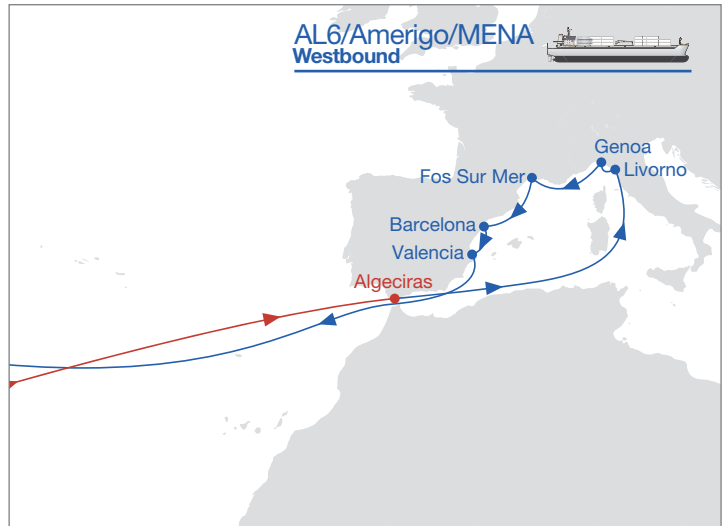 AL6/Amerigo/MENA
Westbound
Genoa
Livorno
Fos Sur Mer
Barcelona
Valencia
Algeciras